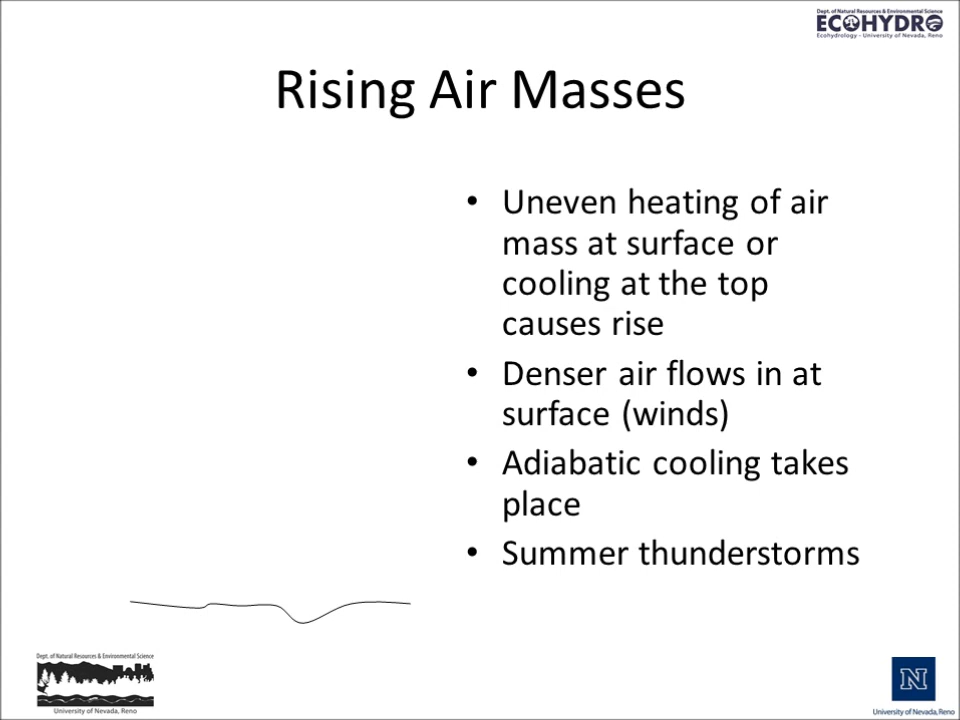 Dept. of Natural Resources & Environmental Science
ECOHYDRO
Ecohydrology - University of Nevada, Reno
Rising Air Masses
• Uneven heating of air
mass at surface or
cooling at the top
causes rise
• Denser air flows in at
surface (winds)
• Adiabatic cooling takes
place
• Summer thunderstorms
Dept. of Natural Resources & Environmental Science
University of Nevada, Reno
N
University of Nevada, Reno